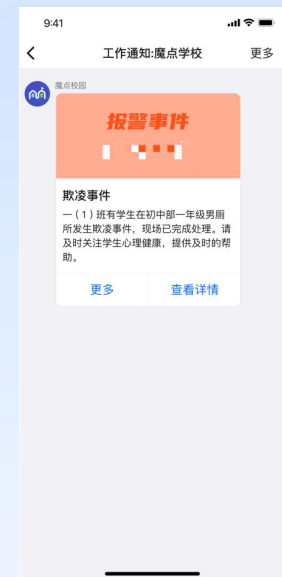 9:41
工作通知:魔点学校
更多
魔点校园
报警事件
欺凌事件
一（1）班有学生在初中部一年级男厕
所发生欺凌事件，现场已完成处理。请
及时关注学生心理健康，提供及时的帮
助。
更多
查看详情